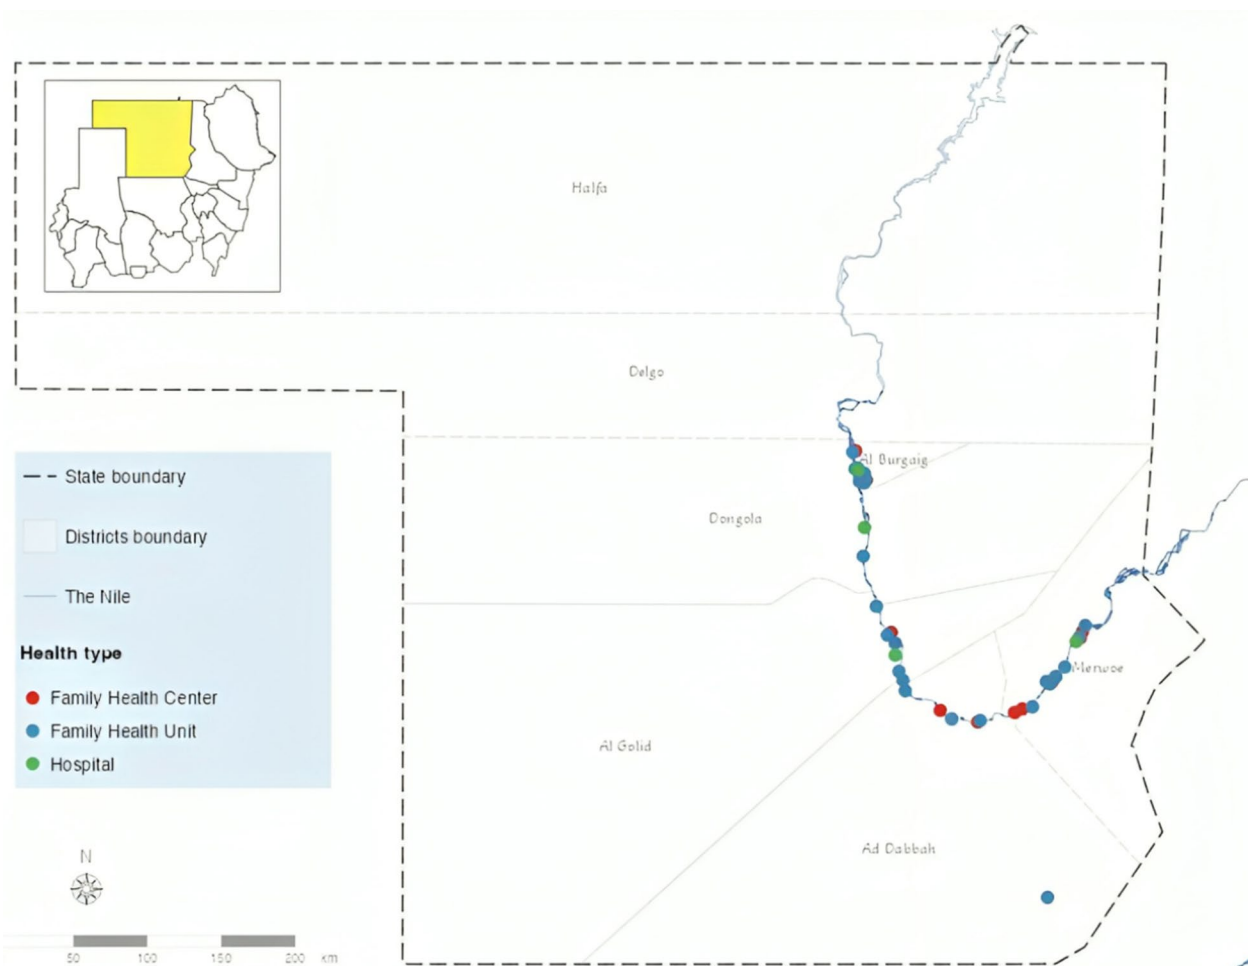 Halfa
Delgo
Al Burgaig
Dongola
Merwoe
Al Golid
Ad Dabbah
State boundary
Districts boundary
The Nile
Health type
Family Health Center
Family Health Unit
Hospital
N
50 100 150 200 km